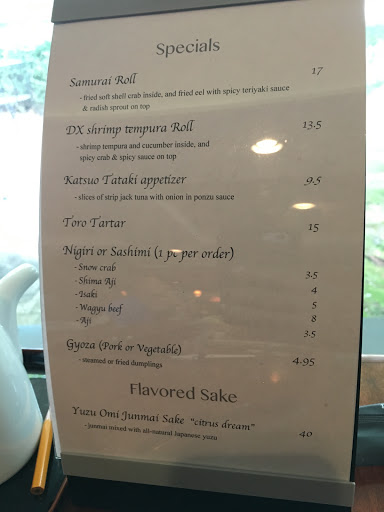 Specials
Samurai Roll 17
- fried soft shell crab inside, and fried eel with spicy teriyaki sauce
& radish sprout on top
DX shrimp tempura Roll 13.5
- shrimp tempura and cucumber inside, and
spicy crab & spicy sauce on top
Katsuo Tataki appetizer 9.5
- slices of strip jack tuna with onion in ponzu sauce
Toro Tartar 15
Nigiri or Sashimi (1 pc per order)
- Snow crab 3.5
- Shima Aji 4
- Isaki 5
- Wagyu beef 8
- Aji 3.5
Gyoza (Pork or Vegetable) 4.95
- steamed or fried dumplings
Flavored Sake
Yuzu Omi Junmai Sake "citrus dream" 40
- junmai mixed with all-natural Japanese yuzu